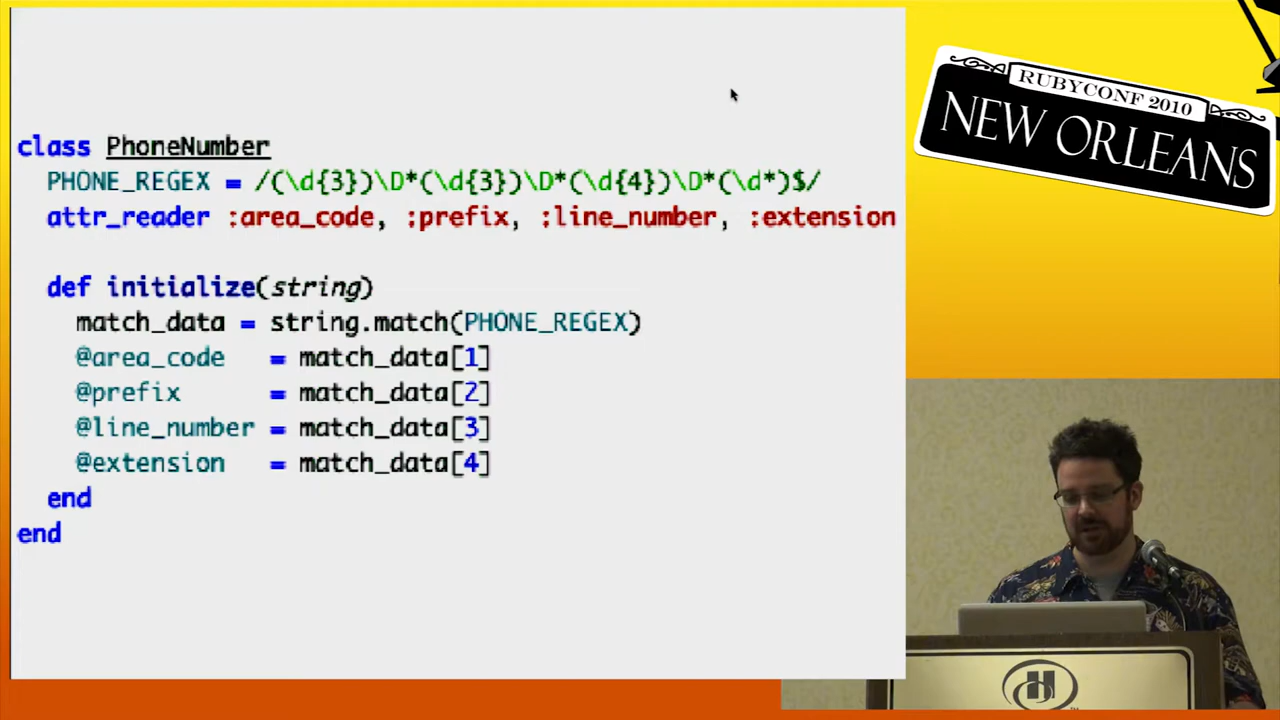 class PhoneNumber
PHONE_REGEX = /(\d{3})\D*(\d{3})\D*(\d{4})\D*(\d*)$/
attr_reader :area_code, :prefix, :line_number, :extension
def initialize(string)
match_data = string.match(PHONE_REGEX)
@area_code = match_data[1]
@prefix = match_data[2]
@line_number = match_data[3]
@extension = match_data[4]
end
end
RUBYCONF 2010
NEW ORLEANS